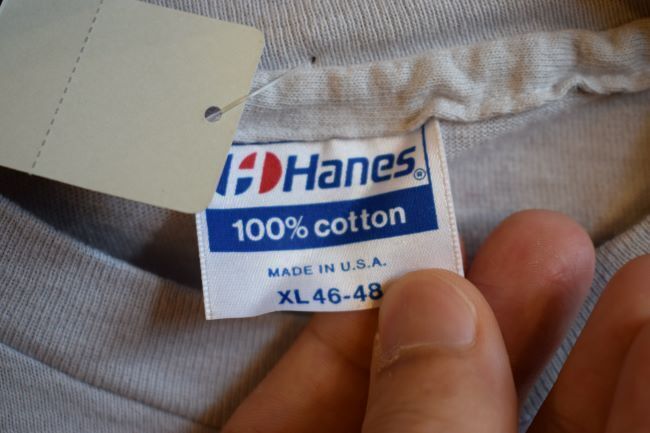 Hanes®
100% cotton
MADE IN U.S.A.
XL 46-48